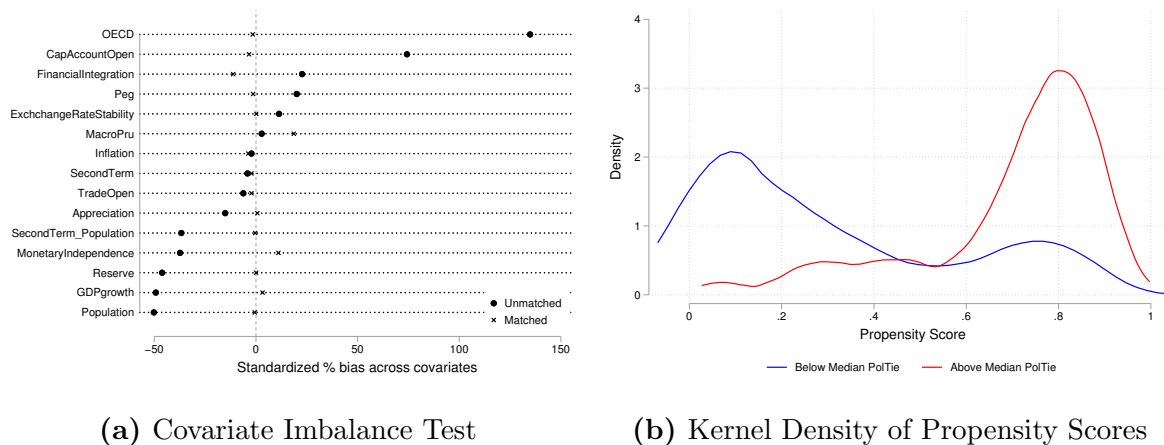 OECD
CapAccountOpen
FinancialIntegration
Peg
ExchchangeRateStability
MacroPru
Inflation
SecondTerm
TradeOpen
Appreciation
SecondTerm_Population
MonetaryIndependence
Reserve
GDPgrowth
Population
Unmatched
Matched
−50 0 50 100 150
Standardized % bias across covariates
(a) Covariate Imbalance Test
4
3
2
1
0
Density
0 .2 .4 .6 .8 1
Propensity Score
Below Median PolTie Above Median PolTie
(b) Kernel Density of Propensity Scores